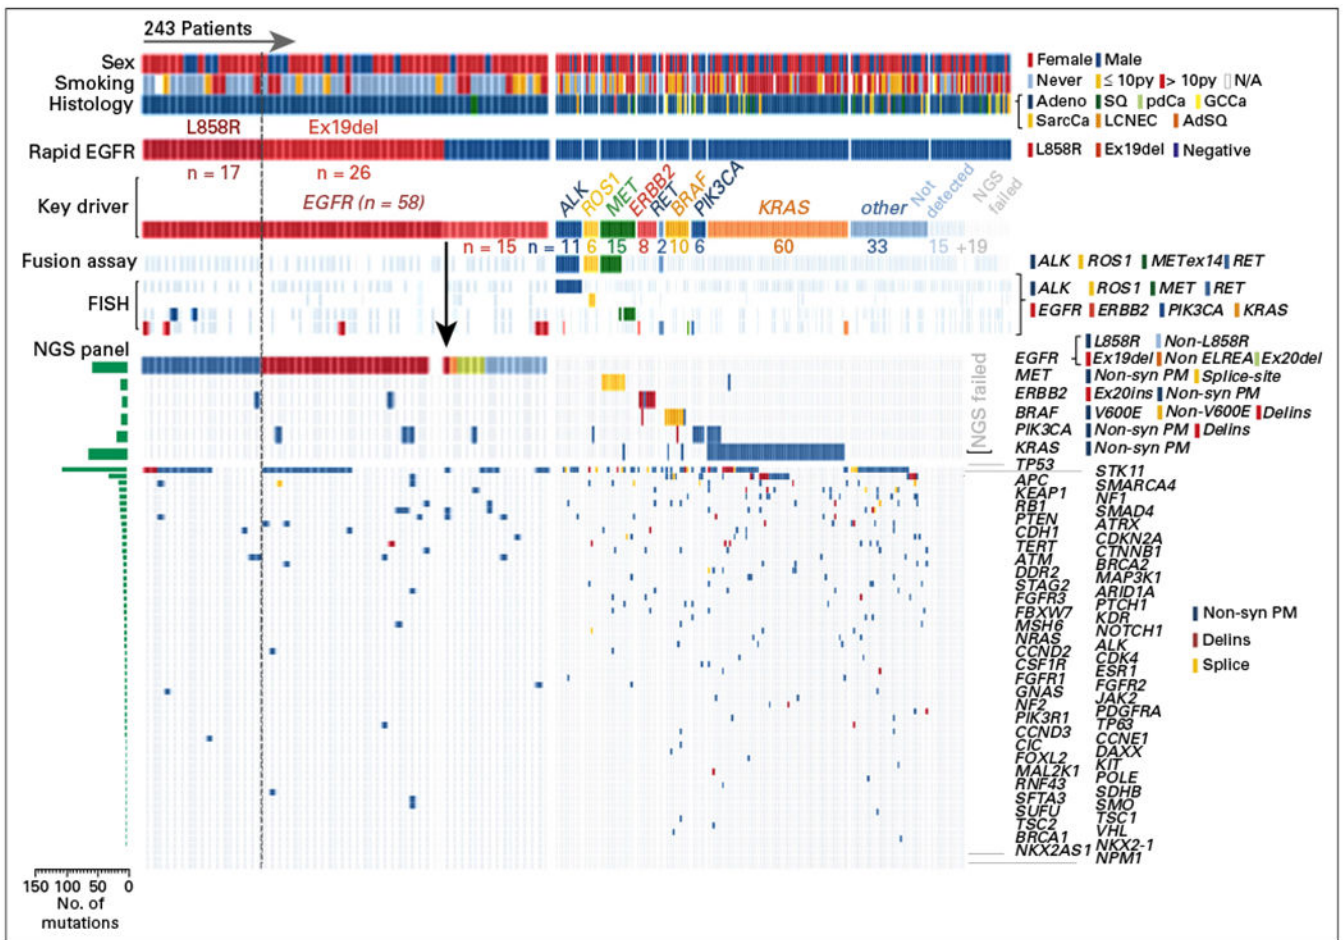 243 Patients
Sex
Female Male
Smoking
Never ≤ 10py > 10py N/A
Histology
Adeno SQ pdCa GCCa
SarcCa LCNEC AdSQ
L858R Ex19del
Rapid EGFR
L858R Ex19del Negative
n = 17 n = 26
Key driver
EGFR (n = 58)
ALK ROS1 MET ERBB2 RET BRAF PIK3CA KRAS other Not detected NGS failed
n = 15 n = 11 6 15 8 2 10 6 60 33 15 +19
Fusion assay
ALK ROS1 METex14 RET
FISH
ALK ROS1 MET RET
EGFR ERBB2 PIK3CA KRAS
NGS panel
NGS failed
L858R Non-L858R
EGFR Ex19del Non ELREA Ex20del
MET Non-syn PM Splice-site
ERBB2 Ex20ins Non-syn PM
BRAF V600E Non-V600E Delins
PIK3CA Non-syn PM Delins
KRAS Non-syn PM
TP53
STK11
APC
SMARCA4
KEAP1
NF1
RB1
SMAD4
PTEN
ATRX
CDH1
CDKN2A
TERT
CTNNB1
ATM
BRCA2
DDR2
MAP3K1
STAG2
ARID1A
FGFR3
PTCH1
FBXW7
KDR
MSH6
NOTCH1
NRAS
ALK
CCND2
CDK4
CSF1R
ESR1
FGFR1
FGFR2
GNAS
JAK2
NF2
PDGFRA
PIK3R1
TP63
CCND3
CCNE1
CIC
DAXX
FOXL2
KIT
MAL2K1
POLE
RNF43
SDHB
SFTA3
SMO
SUFU
TSC1
TSC2
VHL
BRCA1
NKX2-1
NKX2AS1
NPM1
Non-syn PM
Delins
Splice
150 100 50 0
No. of
mutations